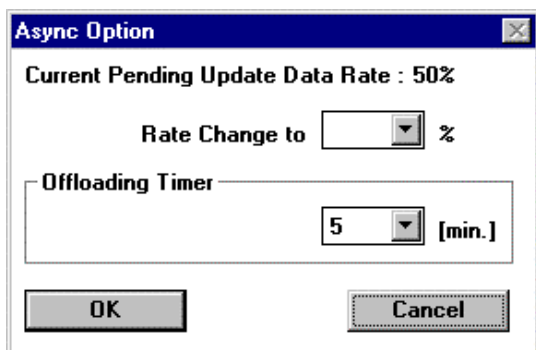 Async Option
Current Pending Update Data Rate : 50%
Rate Change to %
Offloading Timer
5 [min.]
OK Cancel